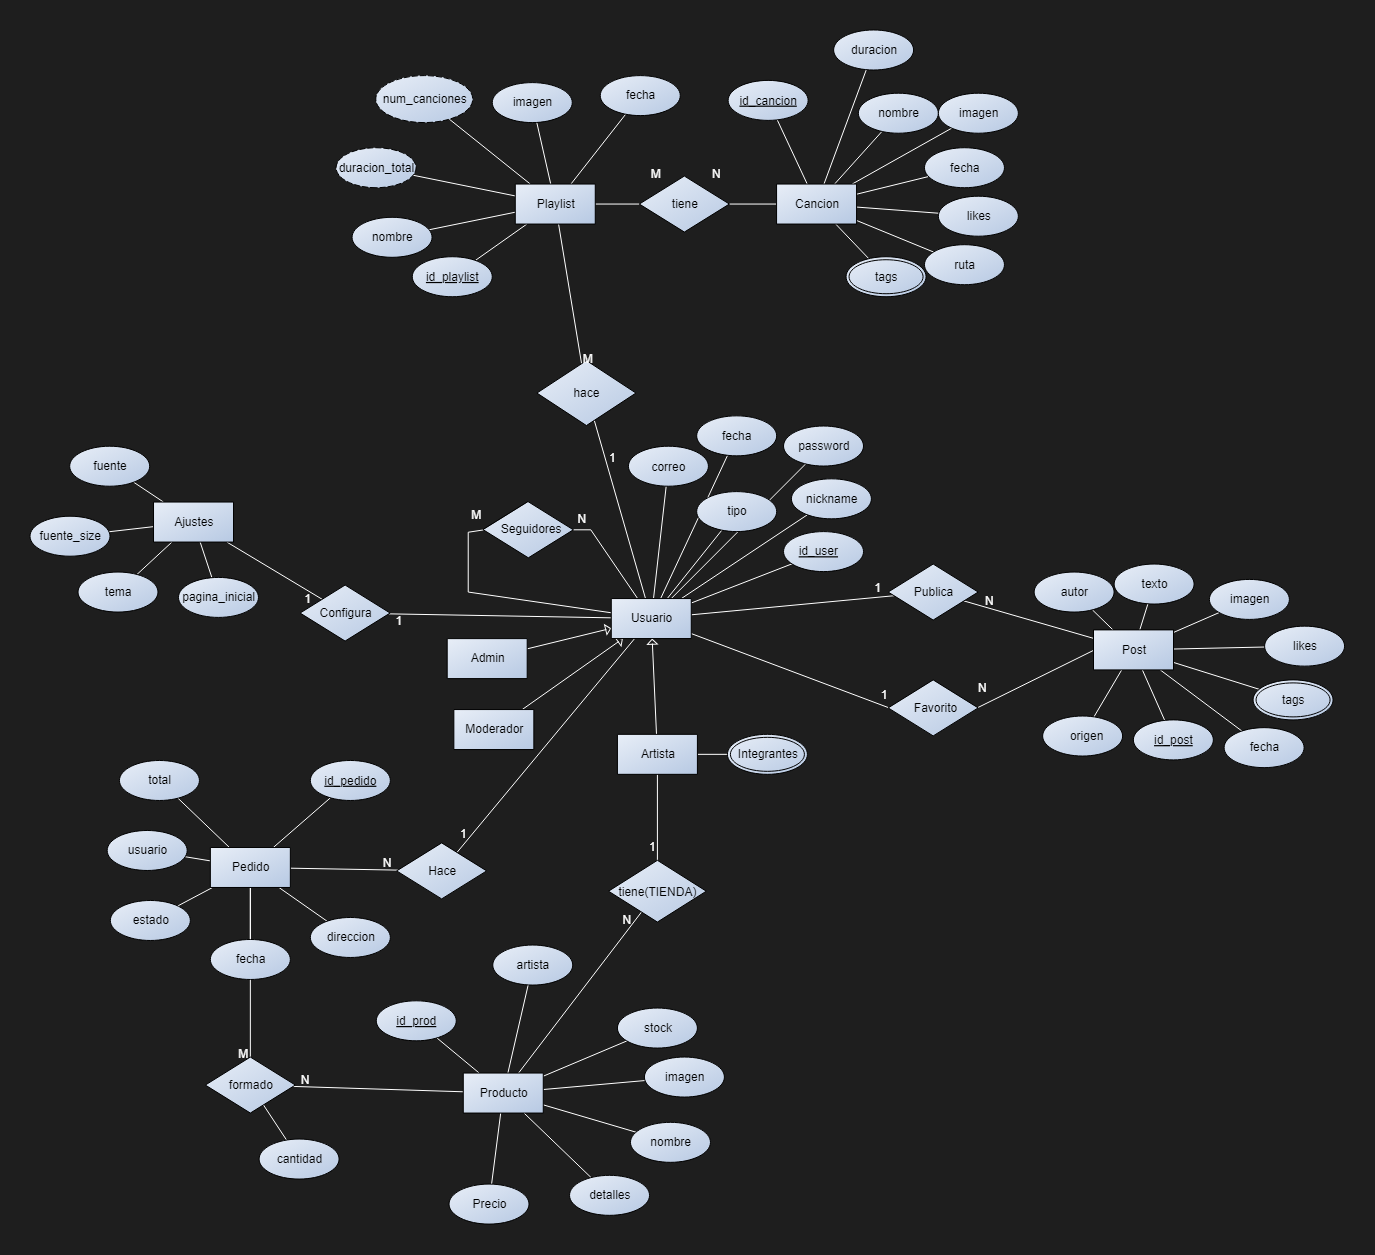 duracion
num_canciones
imagen
fecha
id_cancion
nombre
imagen
duracion_total
fecha
M
N
Playlist
tiene
Cancion
likes
nombre
ruta
id_playlist
tags
M
hace
1
fecha
password
correo
fuente
nickname
tipo
M
N
Seguidores
Ajustes
fuente_size
id_user
tema
pagina_inicial
1
Configura
1
Usuario
1
Publica
N
autor
texto
imagen
likes
Post
Admin
1
Favorito
N
tags
Moderador
origen
id_post
fecha
Artista
Integrantes
total
id_pedido
1
usuario
1
Pedido
N
Hace
tiene(TIENDA)
N
estado
direccion
fecha
artista
id_prod
stock
M
formado
N
imagen
Producto
nombre
cantidad
Precio
detalles